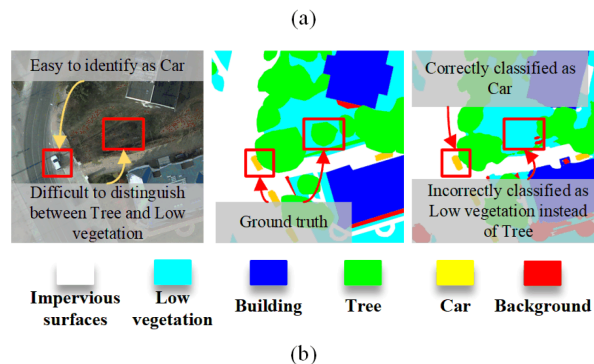 (a)
Easy to identify as Car
Difficult to distinguish
between Tree and Low
vegetation
Ground truth
Correctly classified as
Car
Incorrectly classified as
Low vegetation instead
of Tree
Impervious
surfaces
Low
vegetation
Building
Tree
Car
Background
(b)